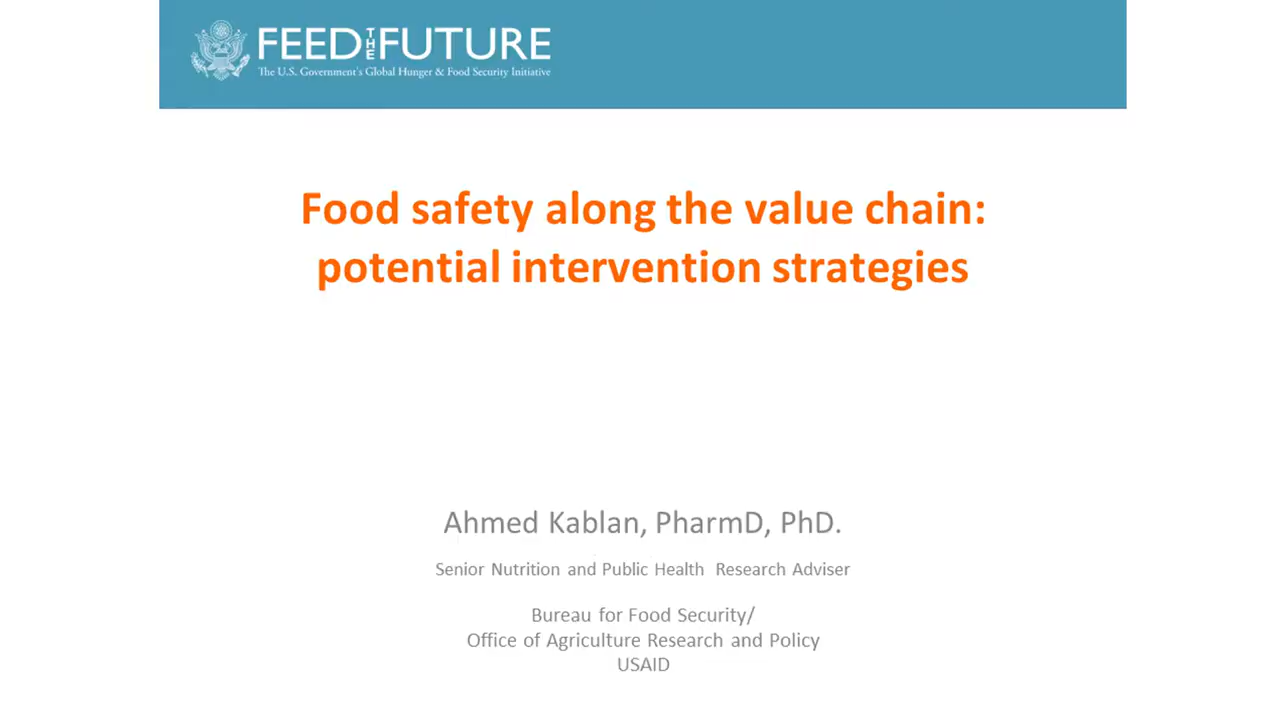 FEED THE FUTURE
The U.S. Government's Global Hunger & Food Security Initiative
Food safety along the value chain:
potential intervention strategies
Ahmed Kablan, PharmD, PhD.
Senior Nutrition and Public Health Research Adviser
Bureau for Food Security/
Office of Agriculture Research and Policy
USAID